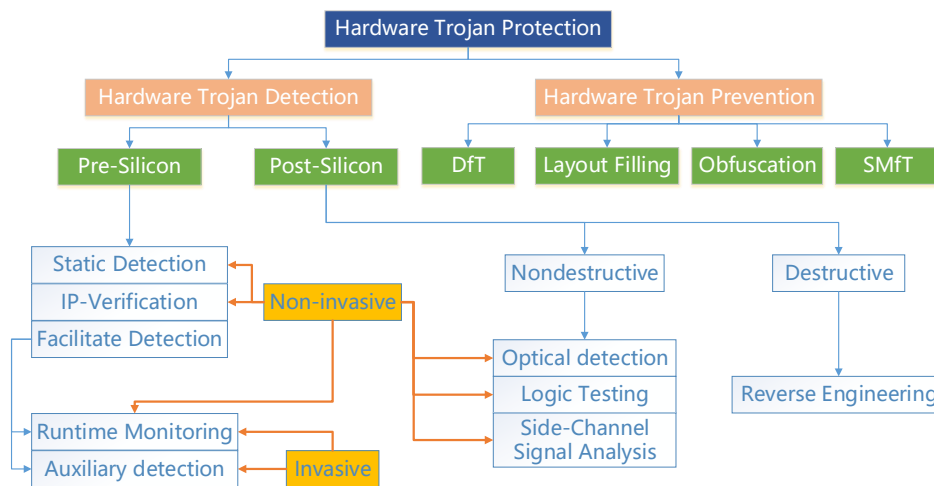 Hardware Trojan Protection
Hardware Trojan Detection
Hardware Trojan Prevention
Pre-Silicon
Post-Silicon
DfT
Layout Filling
Obfuscation
SMfT
Static Detection
IP-Verification
Facilitate Detection
Non-invasive
Nondestructive
Destructive
Optical detection
Logic Testing
Side-Channel
Signal Analysis
Reverse Engineering
Runtime Monitoring
Auxiliary detection
Invasive